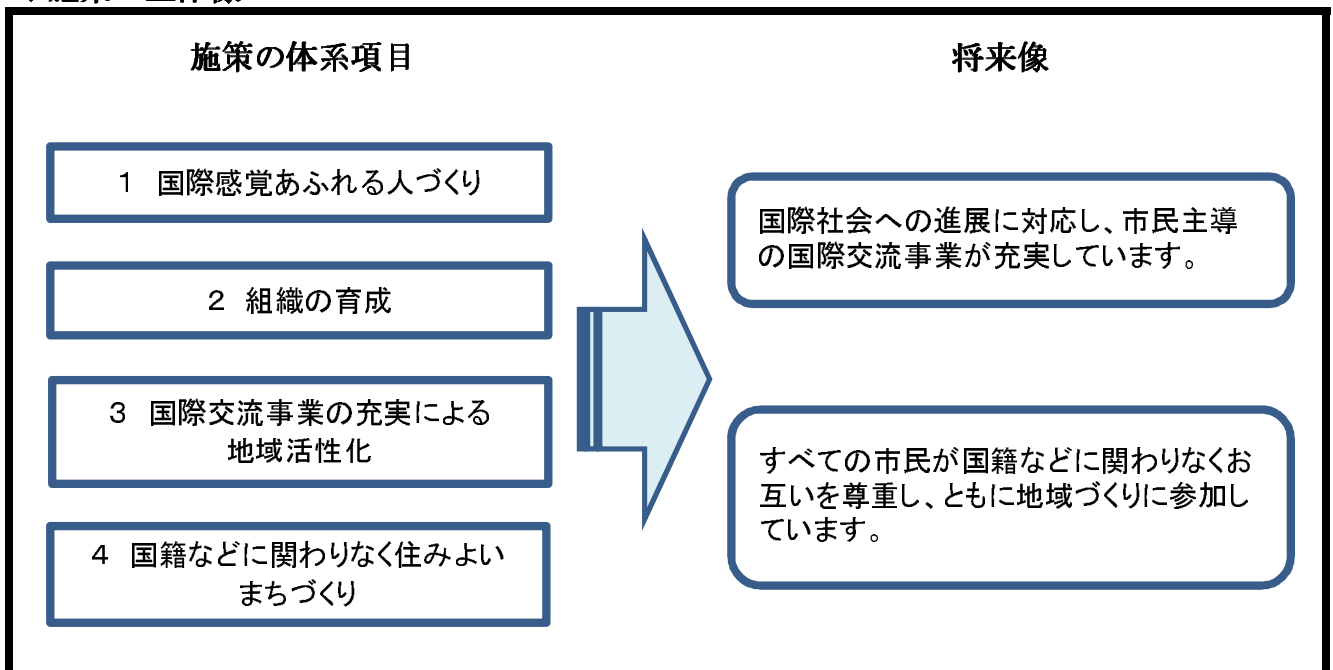 施策の体系項目
将来像
1 国際感覚あふれる人づくり
2 組織の育成
3 国際交流事業の充実による
地域活性化
4 国籍などに関わりなく住みよい
まちづくり
国際社会への進展に対応し、市民主導
の国際交流事業が充実しています。
すべての市民が国籍などに関わりなくお
互いを尊重し、ともに地域づくりに参加し
ています。